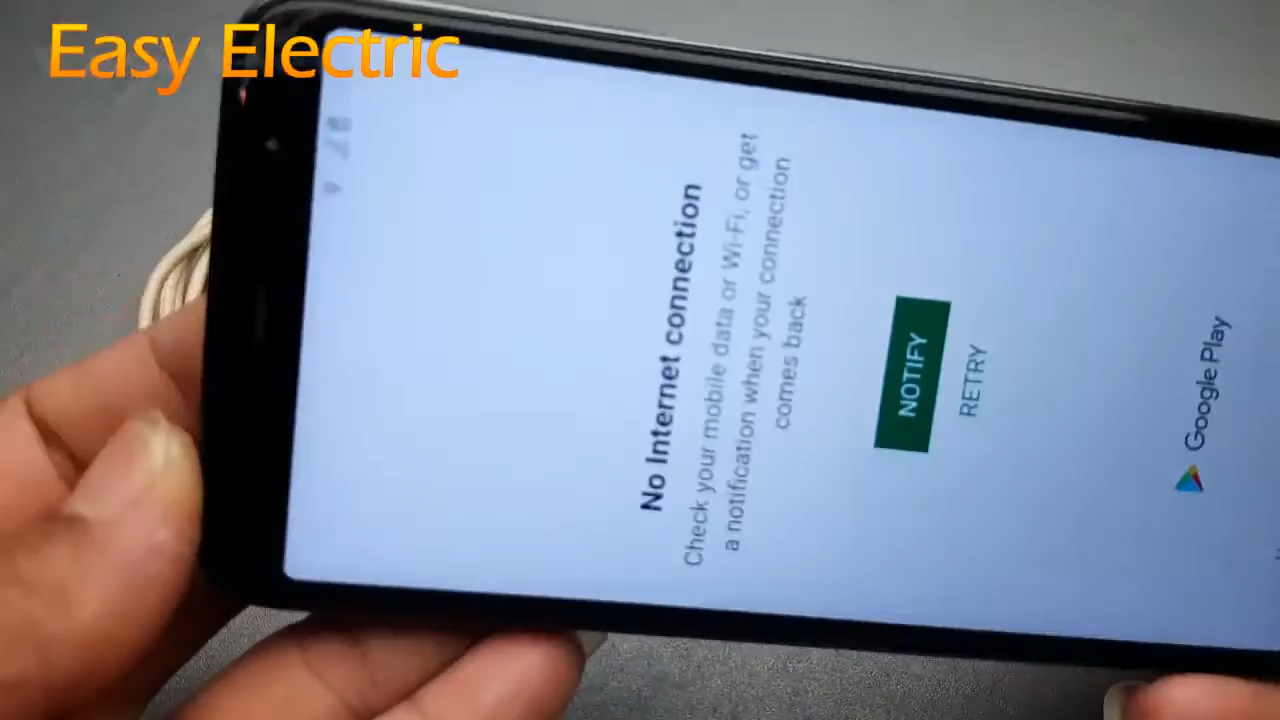 Easy Electric
No Internet connection
Check your mobile data or Wi-Fi, or get
a notification when your connection
comes back
NOTIFY
RETRY
Google Play